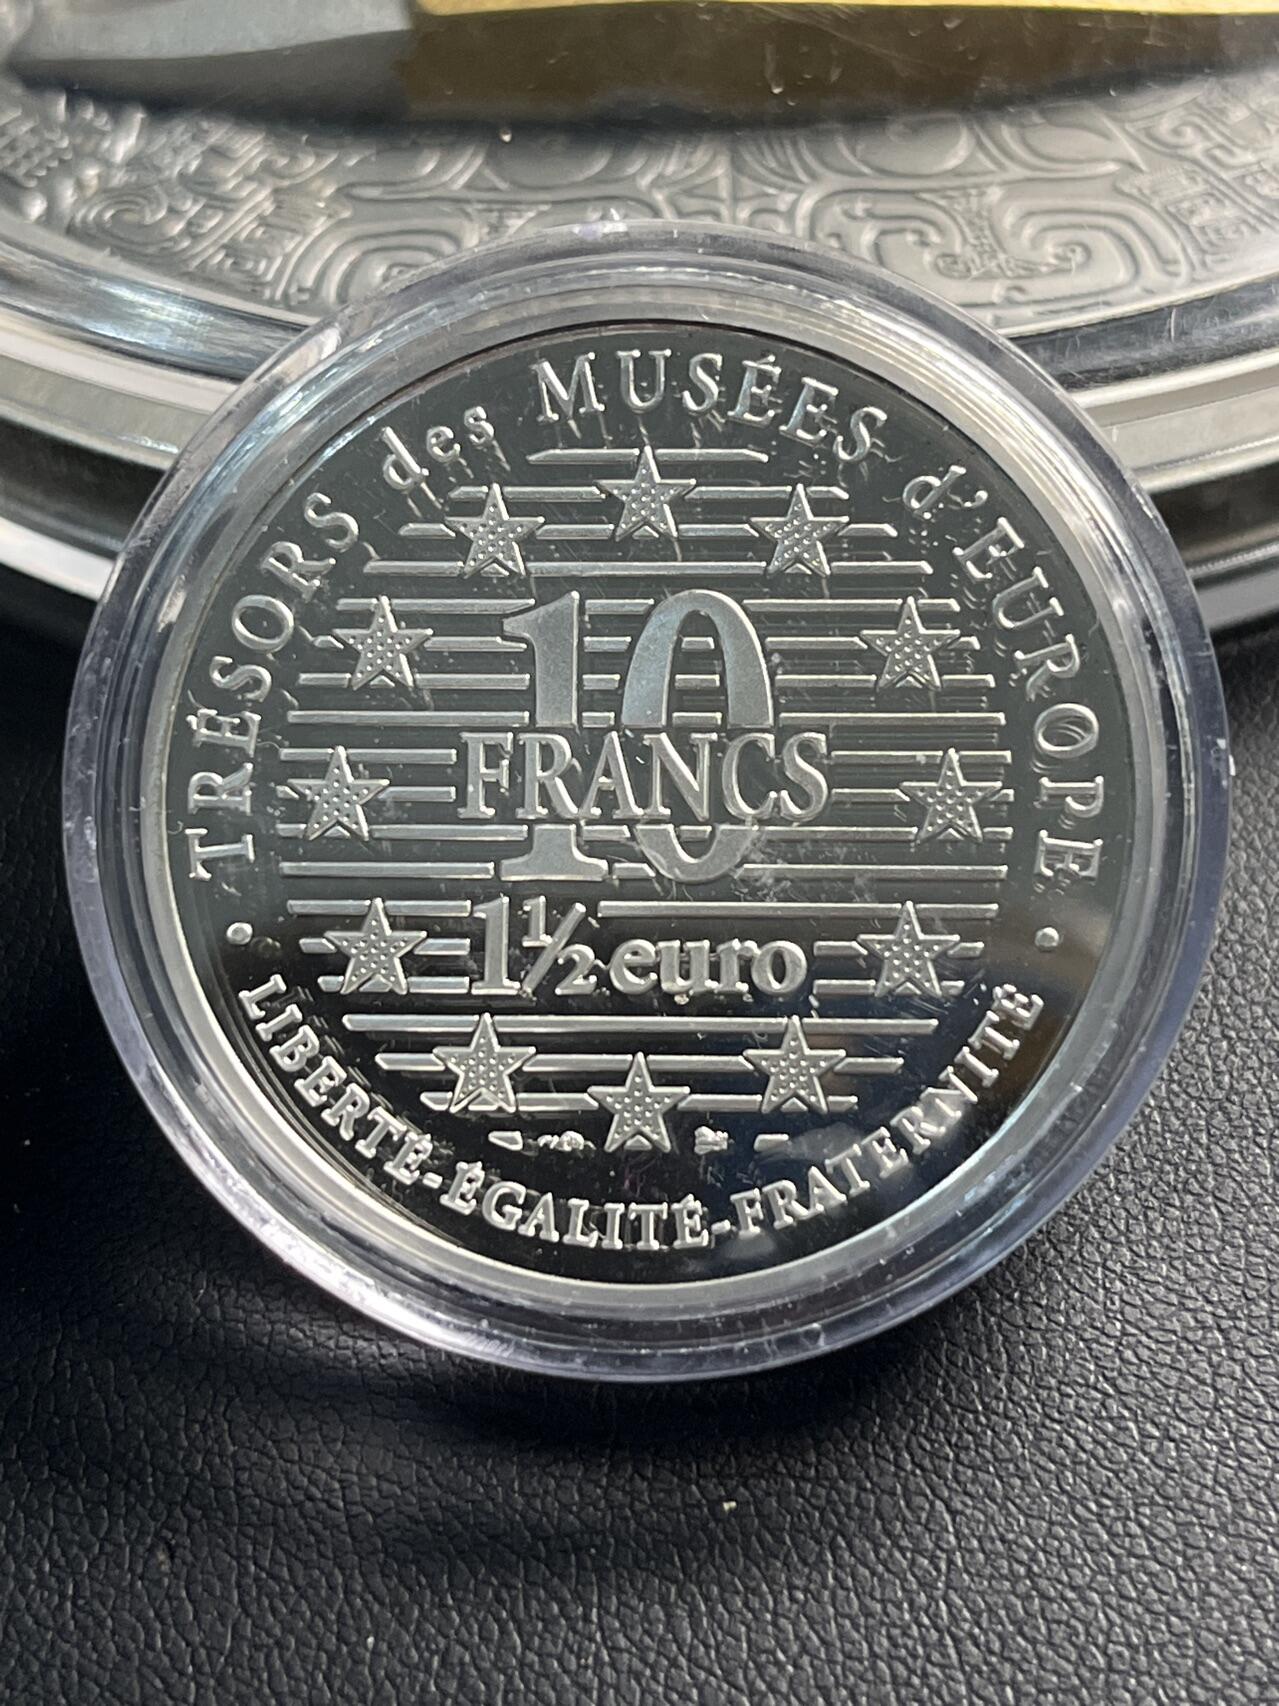 TRÉSORS des MUSÉES d'EUROPE
10
FRANCS
1½ euro
LIBERTÉ-ÉGALITÉ-FRATERNITÉ